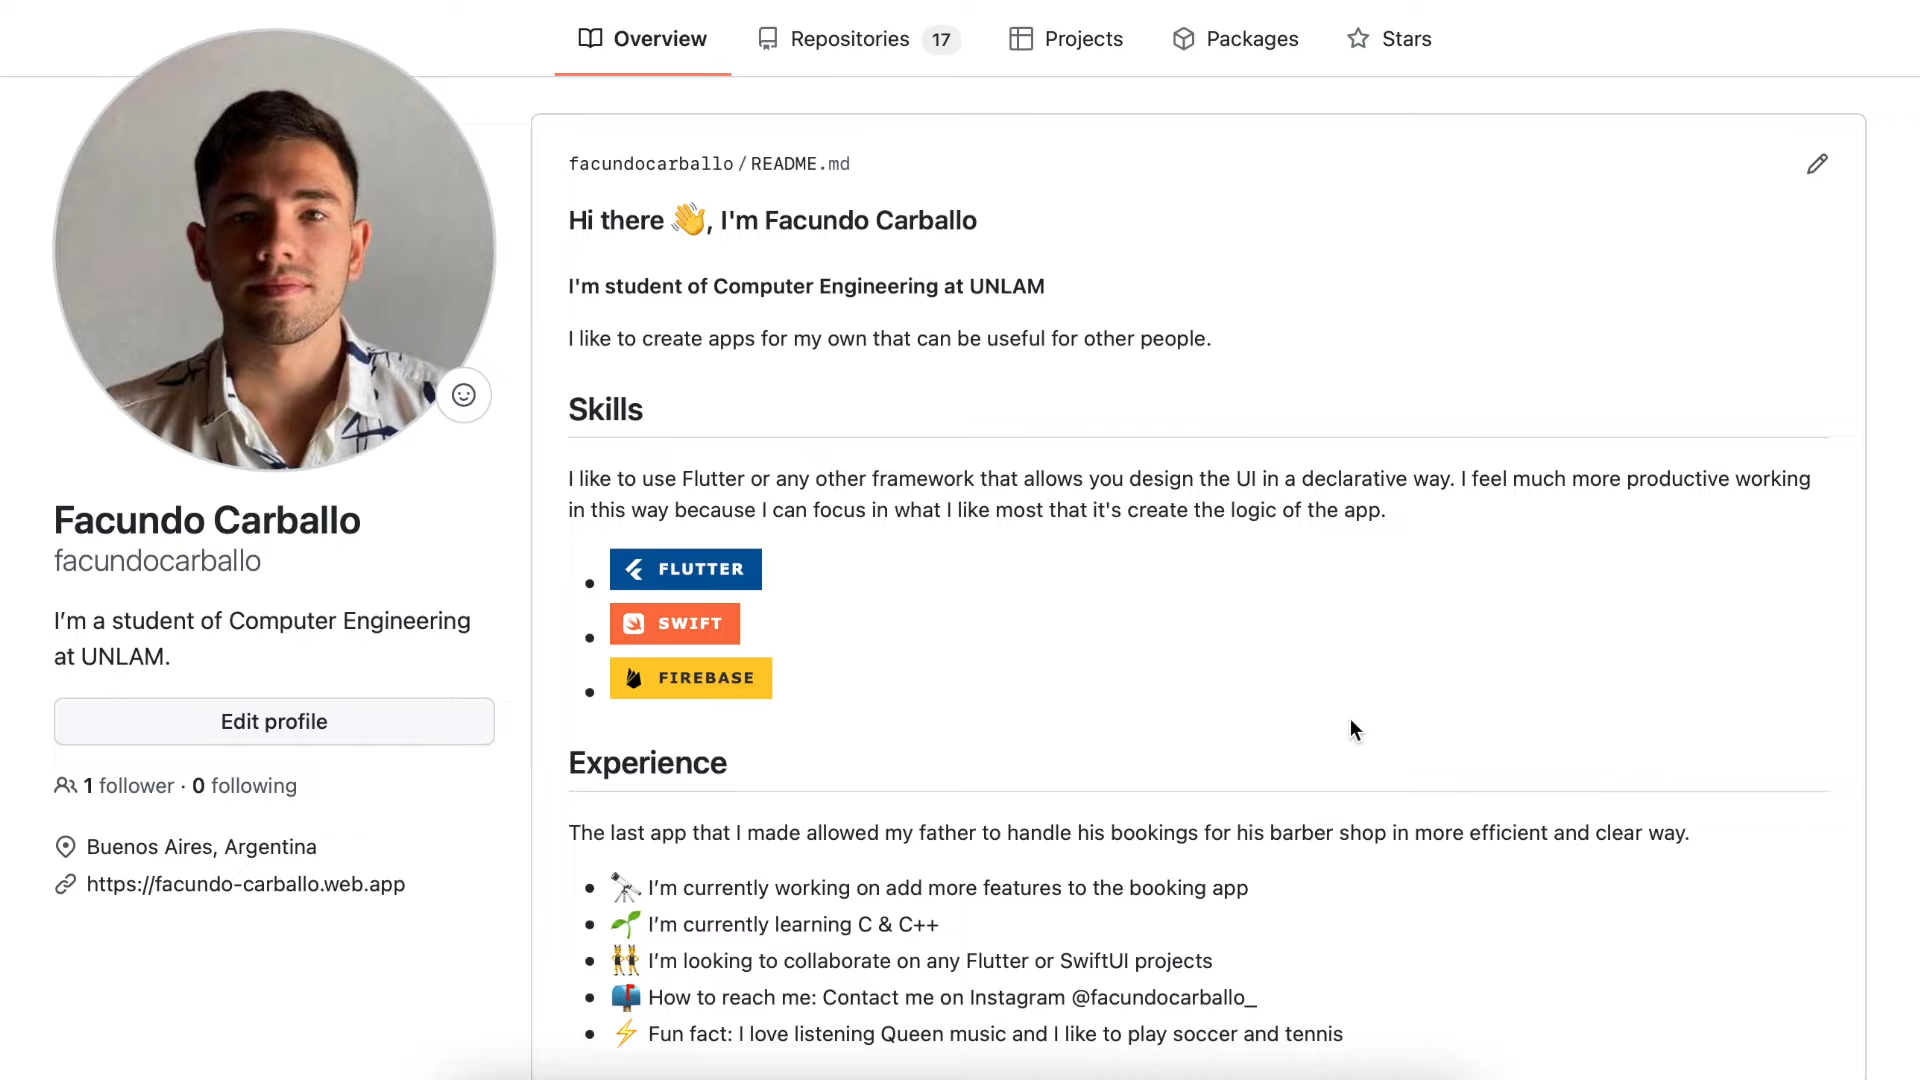 Overview
Repositories 17
Projects
Packages
Stars
facundocarballo / README.md
Hi there 👋, I'm Facundo Carballo
I'm student of Computer Engineering at UNLAM
I like to create apps for my own that can be useful for other people.
Skills
I like to use Flutter or any other framework that allows you design the UI in a declarative way. I feel much more productive working
in this way because I can focus in what I like most that it's create the logic of the app.
FLUTTER
SWIFT
FIREBASE
Experience
The last app that I made allowed my father to handle his bookings for his barber shop in more efficient and clear way.
🔭 I’m currently working on add more features to the booking app
🌱 I’m currently learning C & C++
👯 I’m looking to collaborate on any Flutter or SwiftUI projects
📫 How to reach me: Contact me on Instagram @facundocarballo_
⚡ Fun fact: I love listening Queen music and I like to play soccer and tennis
Facundo Carballo
facundocarballo
I’m a student of Computer Engineering
at UNLAM.
Edit profile
1 follower · 0 following
Buenos Aires, Argentina
https://facundo-carballo.web.app